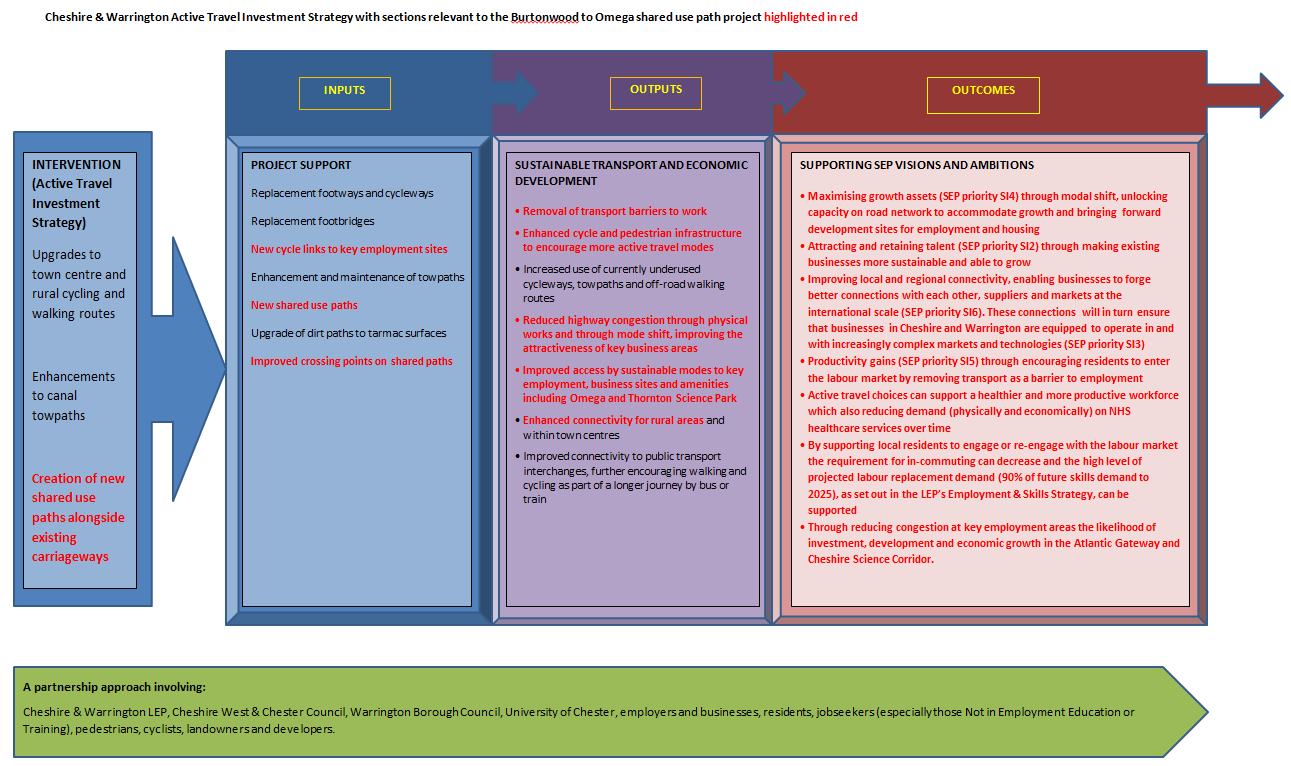 Cheshire & Warrington Active Travel Investment Strategy with sections relevant to the Burtonwood to Omega shared use path project highlighted in red
INPUTS
OUTPUTS
OUTCOMES
INTERVENTION
(Active Travel
Investment
Strategy)
Upgrades to
town centre and
rural cycling and
walking routes
Enhancements
to canal
towpaths
Creation of new
shared use
paths alongside
existing
carriageways
PROJECT SUPPORT
Replacement footways and cycleways
Replacement footbridges
New cycle links to key employment sites
Enhancement and maintenance of towpaths
New shared use paths
Upgrade of dirt paths to tarmac surfaces
Improved crossing points on shared paths
SUSTAINABLE TRANSPORT AND ECONOMIC
DEVELOPMENT
• Removal of transport barriers to work
• Enhanced cycle and pedestrian infrastructure
to encourage more active travel modes
• Increased use of currently underused
cycleways, towpaths and off-road walking
routes
• Reduced highway congestion through physical
works and through mode shift, improving the
attractiveness of key business areas
• Improved access by sustainable modes to key
employment, business sites and amenities
including Omega and Thornton Science Park
• Enhanced connectivity for rural areas and
within town centres
• Improved connectivity to public transport
interchanges, further encouraging walking and
cycling as part of a longer journey by bus or
train
SUPPORTING SEP VISIONS AND AMBITIONS
• Maximising growth assets (SEP priority SI4) through modal shift, unlocking
capacity on road network to accommodate growth and bringing forward
development sites for employment and housing
• Attracting and retaining talent (SEP priority SI2) through making existing
businesses more sustainable and able to grow
• Improving local and regional connectivity, enabling businesses to forge
better connections with each other, suppliers and markets at the
international scale (SEP priority SI6). These connections will in turn ensure
that businesses in Cheshire and Warrington are equipped to operate in and
with increasingly complex markets and technologies (SEP priority SI3)
• Productivity gains (SEP priority SI5) through encouraging residents to enter
the labour market by removing transport as a barrier to employment
• Active travel choices can support a healthier and more productive workforce
which also reducing demand (physically and economically) on NHS
healthcare services over time
• By supporting local residents to engage or re-engage with the labour market
the requirement for in-commuting can decrease and the high level of
projected labour replacement demand (90% of future skills demand to
2025), as set out in the LEP's Employment & Skills Strategy, can be
supported
• Through reducing congestion at key employment areas the likelihood of
investment, development and economic growth in the Atlantic Gateway and
Cheshire Science Corridor.
A partnership approach involving:
Cheshire & Warrington LEP, Cheshire West & Chester Council, Warrington Borough Council, University of Chester, employers and businesses, residents, jobseekers (especially those Not in Employment Education or
Training), pedestrians, cyclists, landowners and developers.